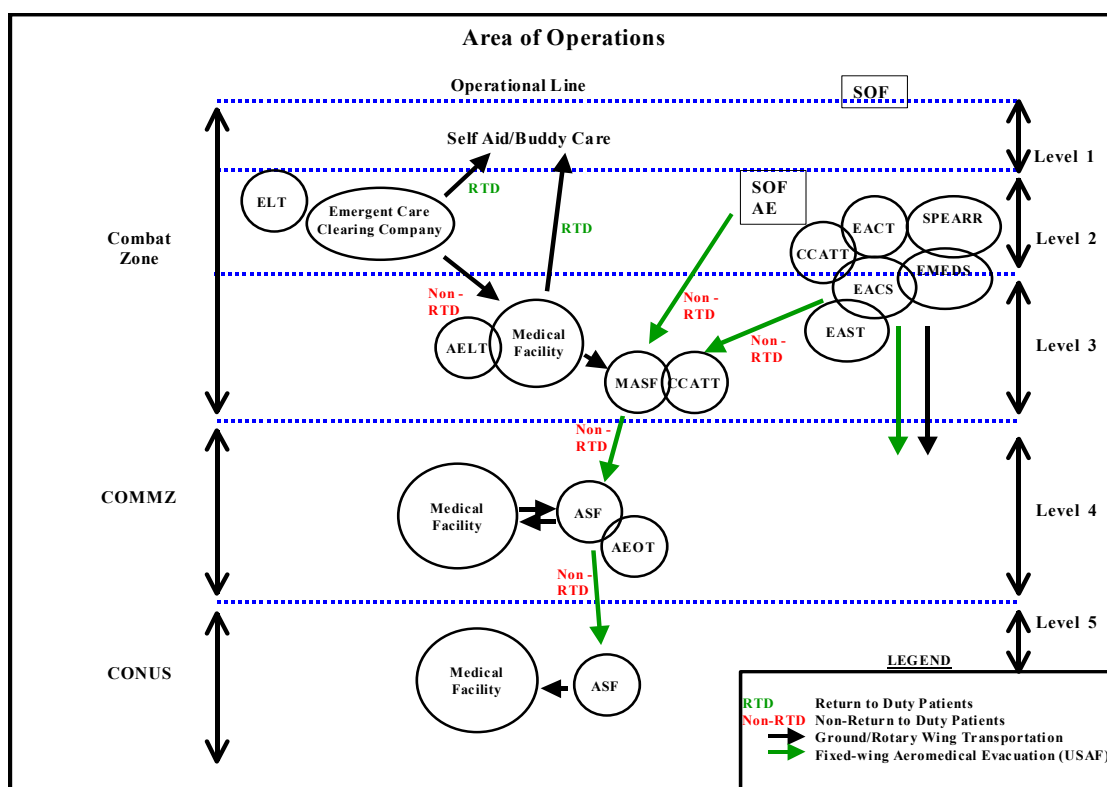 Area of Operations
Operational Line
SOF
Self Aid/Buddy Care
Level 1
RTD
ELT
Emergent Care
Clearing Company
RTD
SOF
AE
SPEARR
EACT
CCATT
Level 2
Combat
Zone
EMEDS
EACS
Non -
RTD
Non -
RTD
EAST
AELT
Medical
Facility
Non -
RTD
Level 3
MASF
CCATT
Non -
RTD
COMMZ
Medical
Facility
ASF
AEOT
Level 4
Non -
RTD
Level 5
CONUS
Medical
Facility
ASF
LEGEND
RTD Return to Duty Patients
Non-RTD Non-Return to Duty Patients
Ground/Rotary Wing Transportation
Fixed-wing Aeromedical Evacuation (USAF)